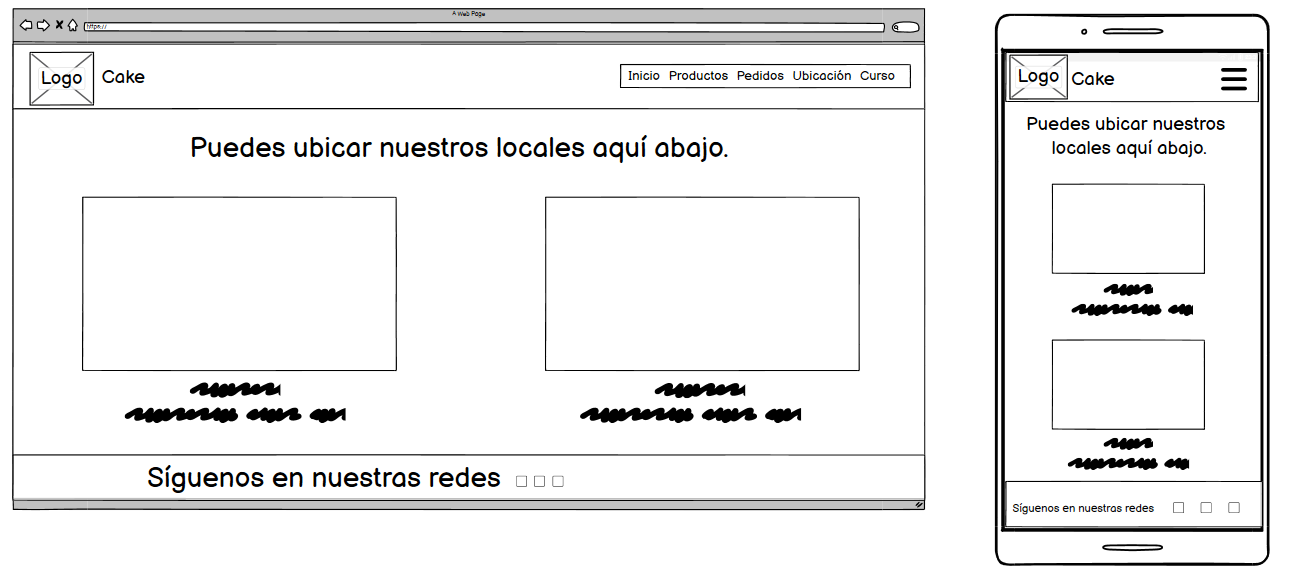 A Web Page
https://
Logo Cake
Inicio Productos Pedidos Ubicación Curso
Puedes ubicar nuestros locales aquí abajo.
Síguenos en nuestras redes
Logo Cake
Puedes ubicar nuestros
locales aquí abajo.
Síguenos en nuestras redes